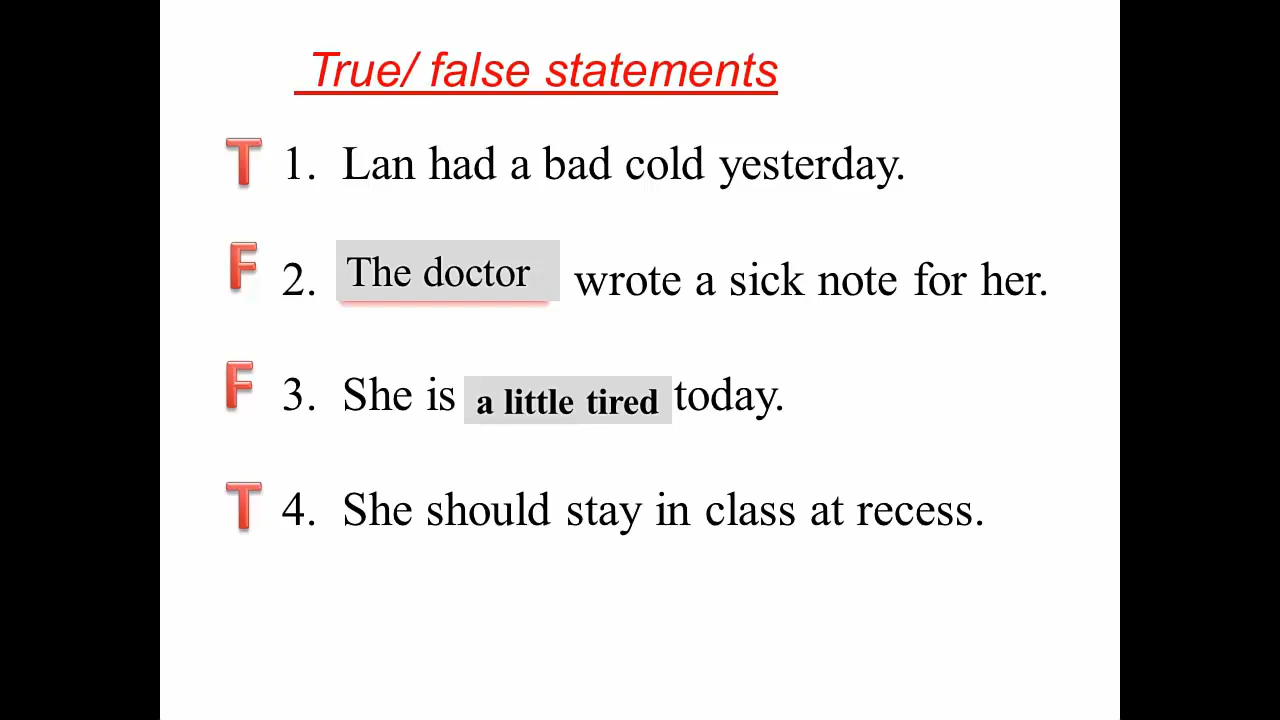 True/ false statements
T 1. Lan had a bad cold yesterday.
F 2. The doctor wrote a sick note for her.
F 3. She is a little tired today.
T 4. She should stay in class at recess.